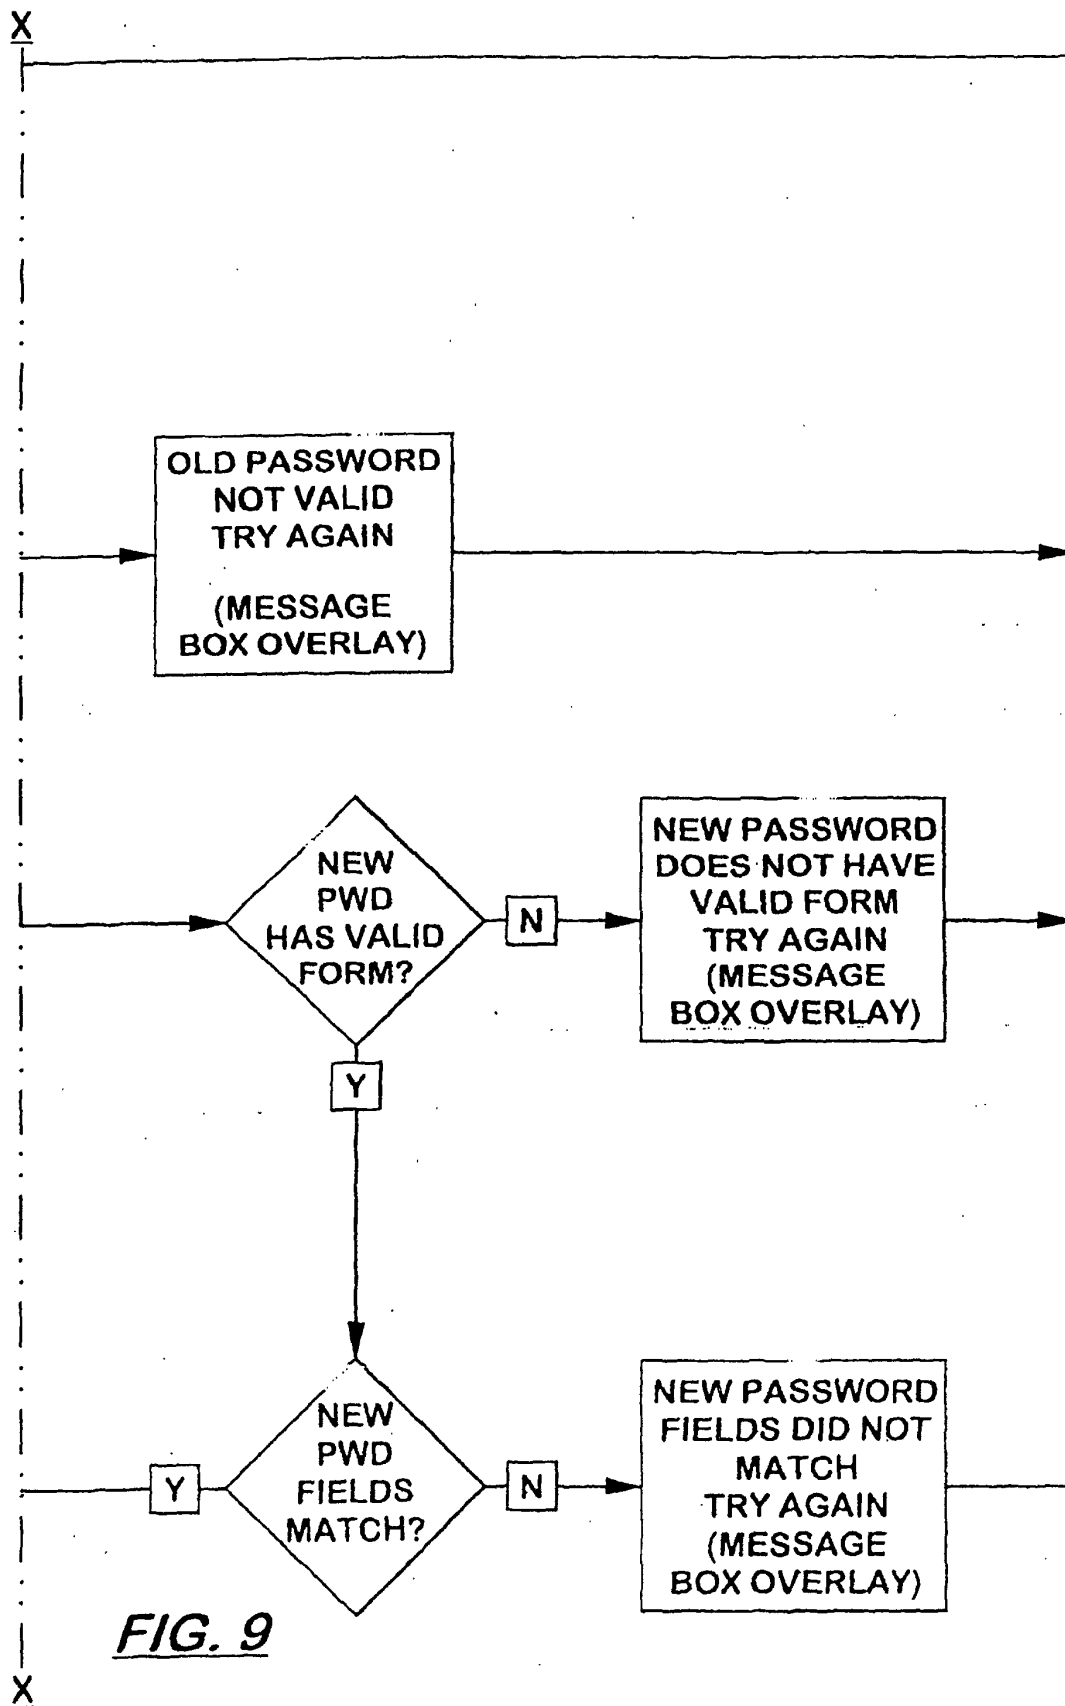 X
OLD PASSWORD
NOT VALID
TRY AGAIN
(MESSAGE
BOX OVERLAY)
NEW
PWD
HAS VALID
FORM?
N
NEW PASSWORD
DOES NOT HAVE
VALID FORM
TRY AGAIN
(MESSAGE
BOX OVERLAY)
Y
NEW
PWD
FIELDS
MATCH?
Y
N
NEW PASSWORD
FIELDS DID NOT
MATCH
TRY AGAIN
(MESSAGE
BOX OVERLAY)
FIG. 9
X